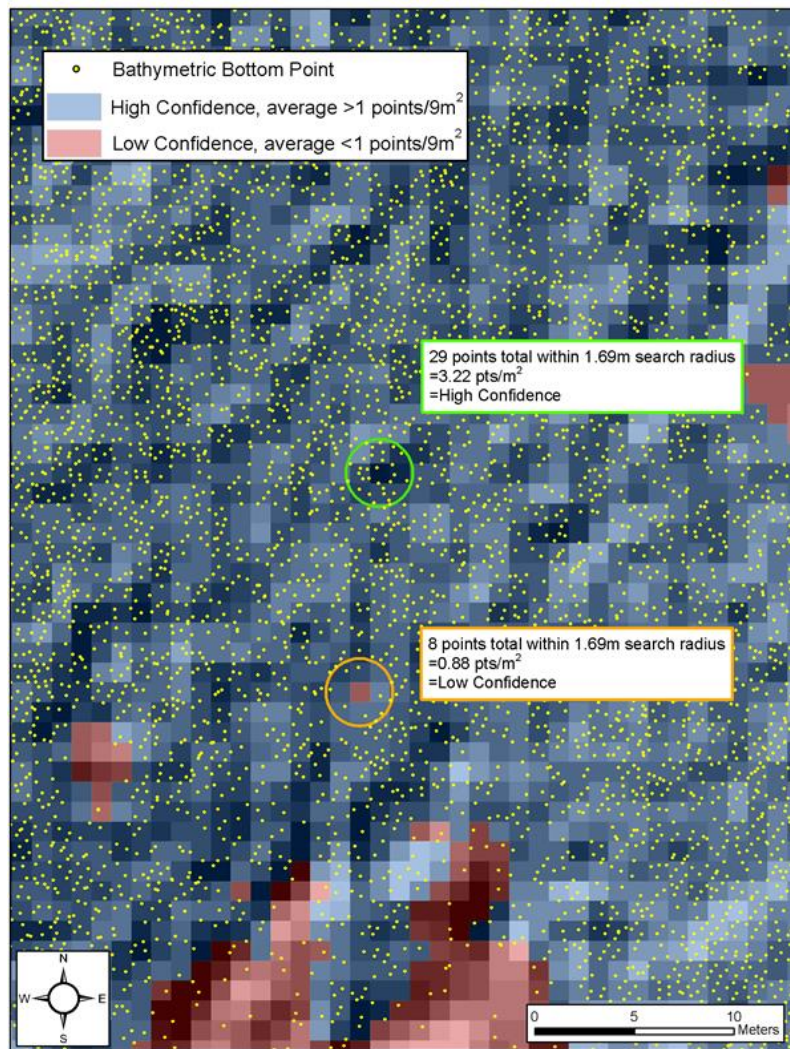 Bathymetric Bottom Point
High Confidence, average >1 points/9m²
Low Confidence, average <1 points/9m²
29 points total within 1.69m search radius
=3.22 pts/m²
=High Confidence
8 points total within 1.69m search radius
=0.88 pts/m²
=Low Confidence
N
W E
S
0 5 10
Meters